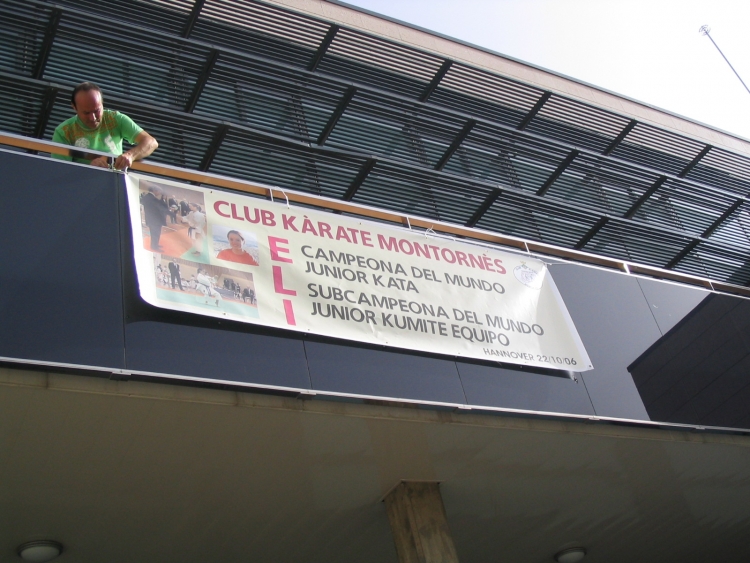 CLUB KÀRATE MONTORNÈS
ELI
CAMPEONA DEL MUNDO
JUNIOR KATA
SUBCAMPEONA DEL MUNDO
JUNIOR KUMITE EQUIPO
HANNOVER 22/10/06